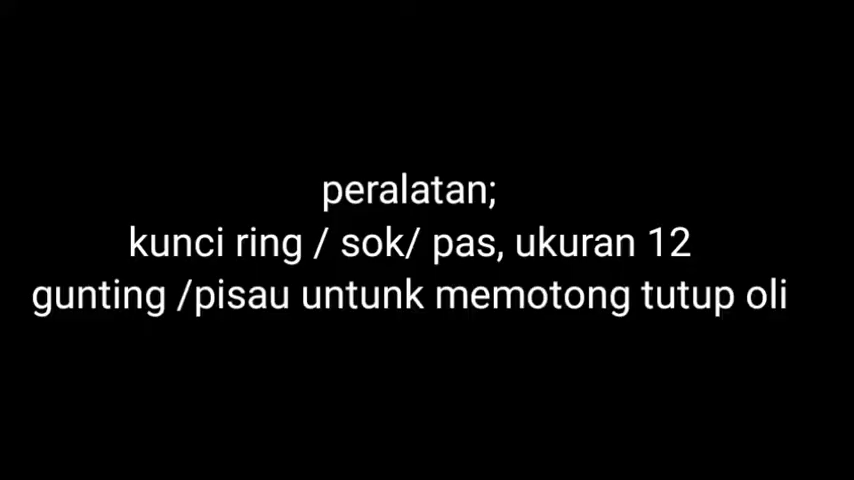 peralatan;
kunci ring / sok/ pas, ukuran 12
gunting /pisau untunk memotong tutup oli